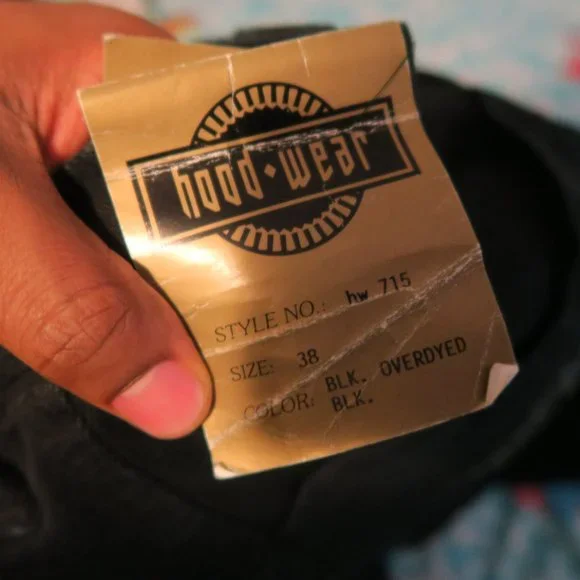 hood·wear
STYLE NO.: hw 715
SIZE: 38
COLOR: BLK. OVERDYED
BLK.